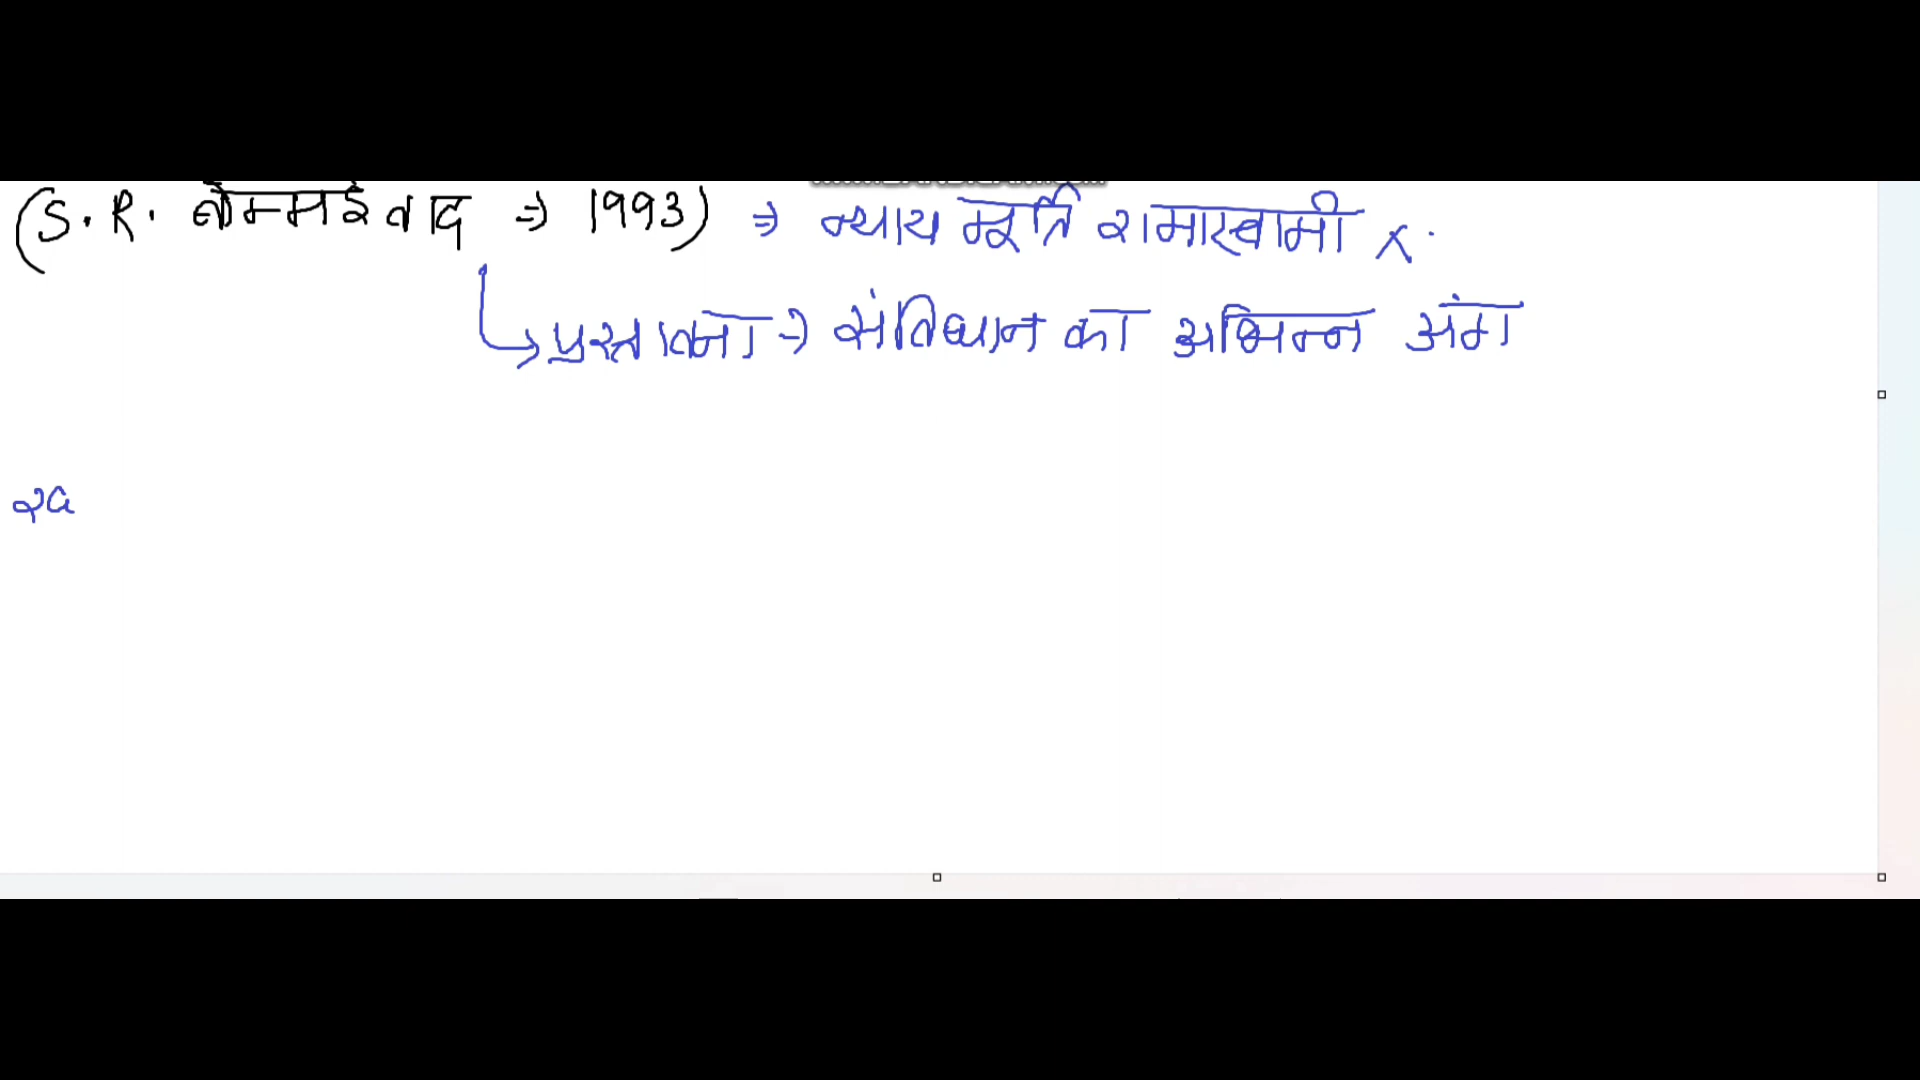 (S. R. बोम्मई वाद => 1993) => न्याय मूर्ति रामास्वामी x.
प्रस्तावना -> संविधान का अभिन्न अंग